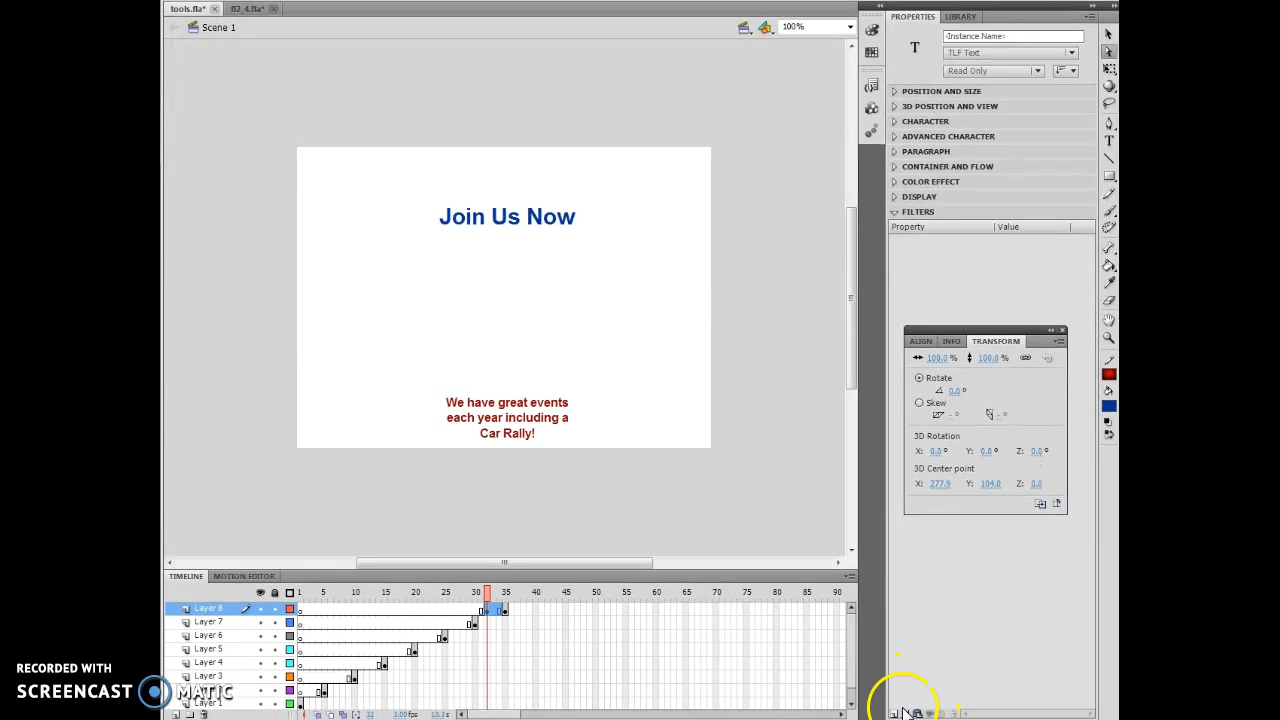 tools.fla*
fl2_4.fla*
Scene 1
100%
Join Us Now
We have great events
each year including a
Car Rally!
PROPERTIES
LIBRARY
<Instance Name>
T
TLF Text
Read Only
POSITION AND SIZE
3D POSITION AND VIEW
CHARACTER
ADVANCED CHARACTER
PARAGRAPH
CONTAINER AND FLOW
COLOR EFFECT
DISPLAY
FILTERS
Property Value
ALIGN INFO TRANSFORM
100.0 % 100.0 %
Rotate
0.0 °
Skew
3D Rotation
X: 0.0 ° Y: 0.0 ° Z: 0.0 °
3D Center point
X: 277.9 Y: 104.0 Z: 0.0
TIMELINE MOTION EDITOR
1 5 10 15 20 25 30 35 40 45 50 55 60 65 70 75 80 85 90
Layer 8
Layer 7
Layer 6
Layer 5
Layer 4
Layer 3
Layer 1
32 3.00 fps 10.3 s
RECORDED WITH
SCREENCAST MATIC